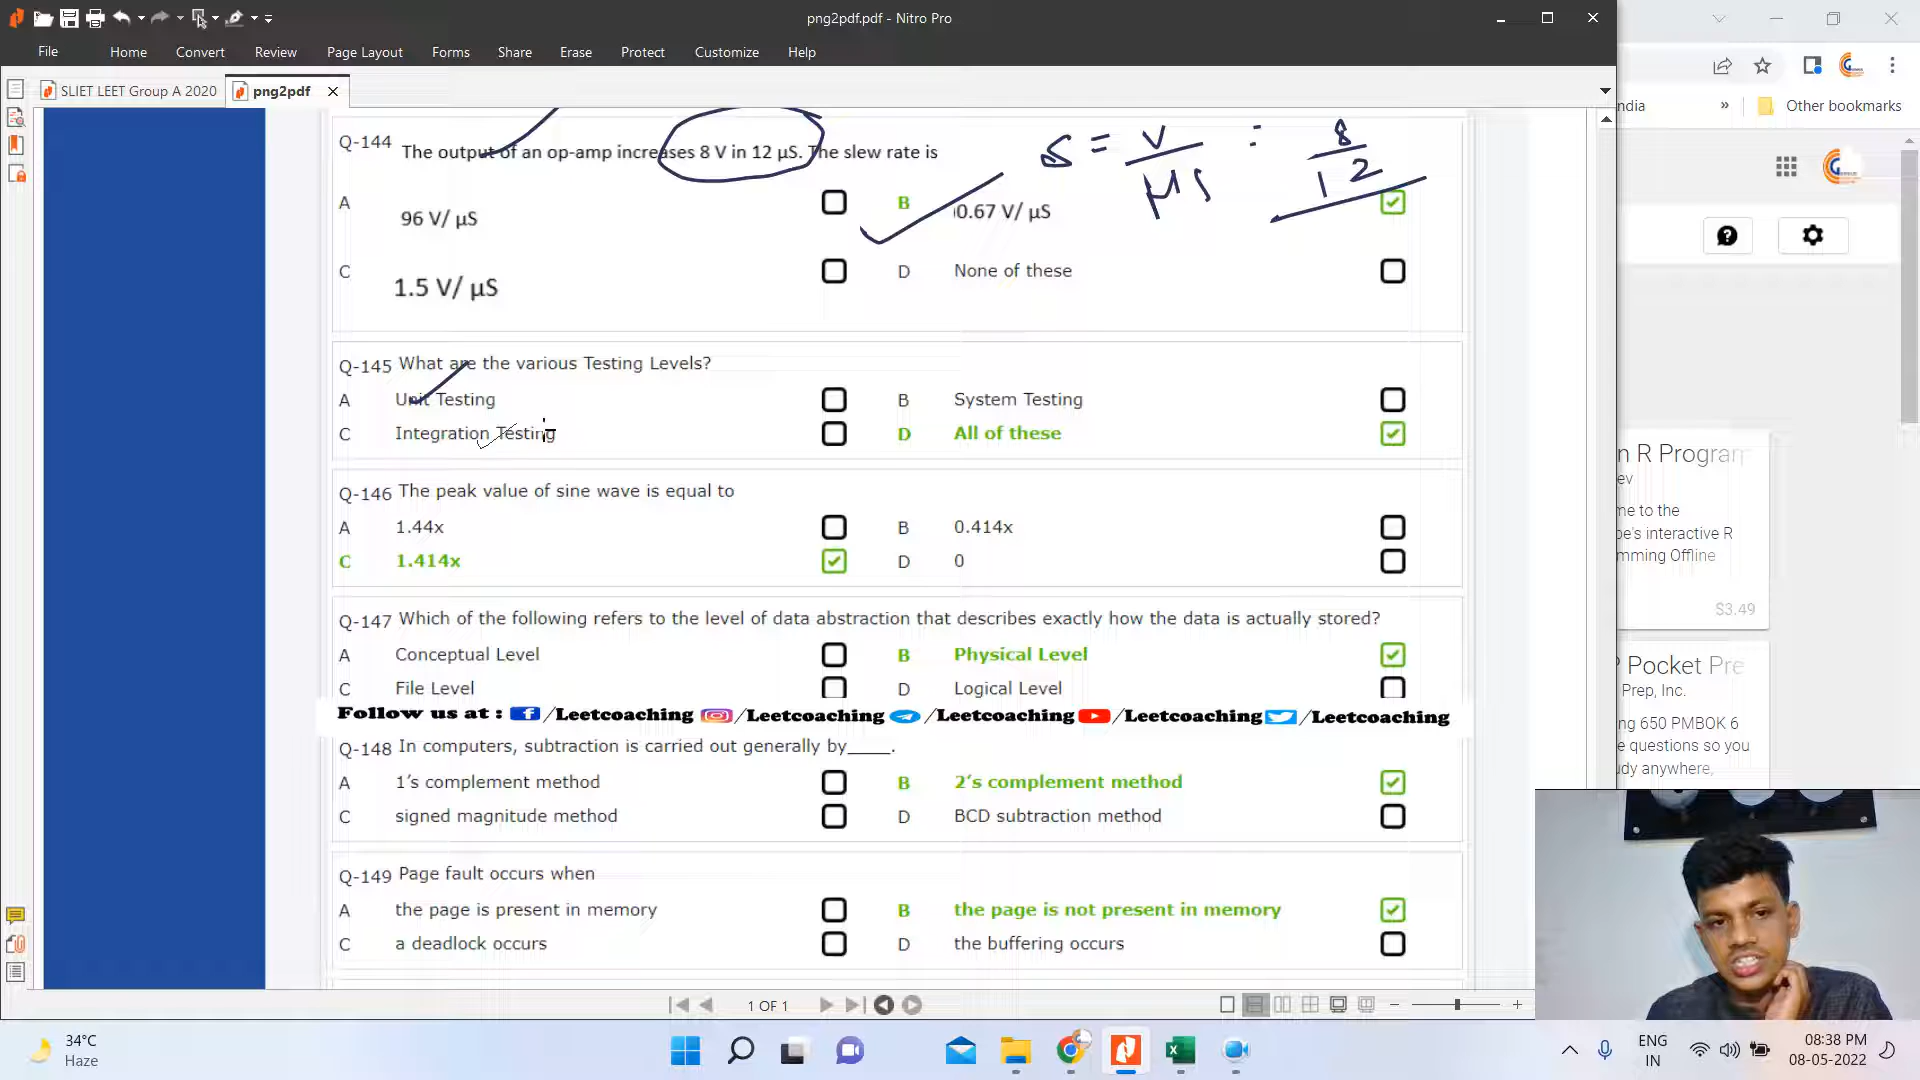 png2pdf.pdf - Nitro Pro
File Home Convert Review Page Layout Forms Share Erase Protect Customize Help
SLIET LEET Group A 2020
png2pdf
ndia
Other bookmarks
Q-144 The output of an op-amp increases 8 V in 12 µS. The slew rate is
S = V/µs : 8/12
A 96 V/ µS
B 0.67 V/ µS
C 1.5 V/ µS
D None of these
Q-145 What are the various Testing Levels?
A Unit Testing
B System Testing
C Integration Testing
D All of these
Q-146 The peak value of sine wave is equal to
A 1.44x
B 0.414x
C 1.414x
D 0
Q-147 Which of the following refers to the level of data abstraction that describes exactly how the data is actually stored?
A Conceptual Level
B Physical Level
C File Level
D Logical Level
Follow us at : /Leetcoaching /Leetcoaching /Leetcoaching /Leetcoaching /Leetcoaching
Q-148 In computers, subtraction is carried out generally by____.
A 1's complement method
B 2's complement method
C signed magnitude method
D BCD subtraction method
Q-149 Page fault occurs when
A the page is present in memory
B the page is not present in memory
C a deadlock occurs
D the buffering occurs
n R Program
ev
me to the
pe's interactive R
mming Offline
$3.49
P Pocket Pre
Prep, Inc.
ng 650 PMBOK 6
e questions so you
udy anywhere,
1 OF 1
34°C
Haze
ENG
IN
08:38 PM
08-05-2022